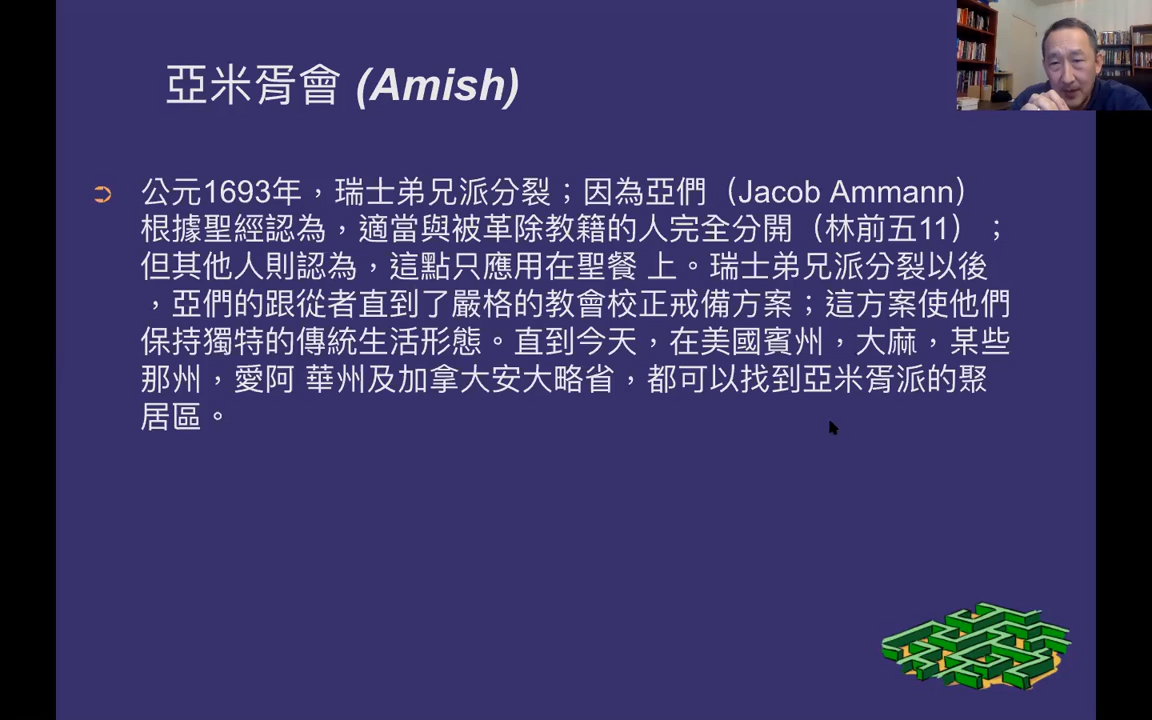 亞米胥會 (Amish)
公元1693年，瑞士弟兄派分裂；因為亞們（Jacob Ammann）
根據聖經認為，適當與被革除教籍的人完全分開（林前五11）；
但其他人則認為，這點只應用在聖餐 上。瑞士弟兄派分裂以後
，亞們的跟從者直到了嚴格的教會校正戒備方案；這方案使他們
保持獨特的傳統生活形態。直到今天，在美國賓州，大麻，某些
那州，愛阿 華州及加拿大安大略省，都可以找到亞米胥派的聚
居區。